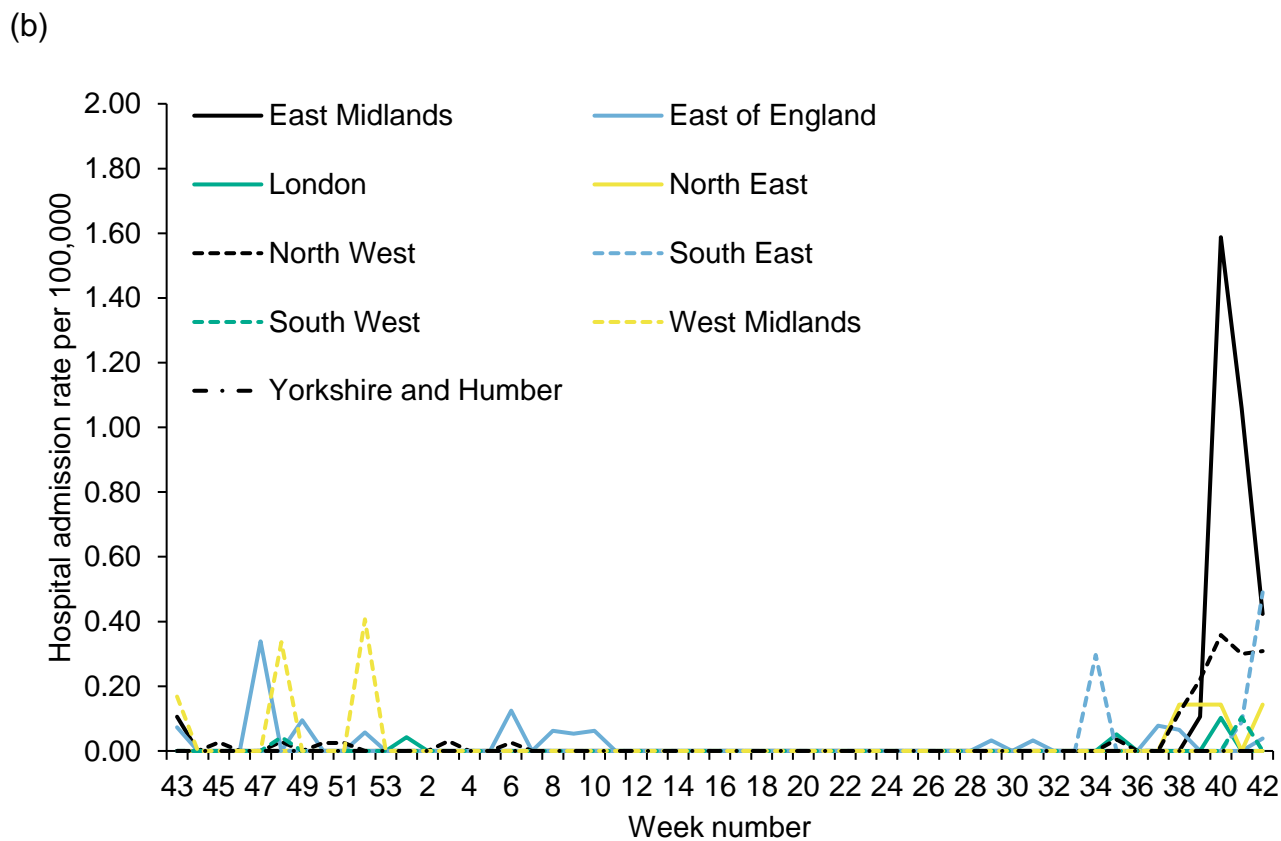 (b)
2.00
1.80
1.60
1.40
1.20
1.00
0.80
0.60
0.40
0.20
0.00
Hospital admission rate per 100,000
East Midlands East of England
London North East
North West South East
South West West Midlands
Yorkshire and Humber
43 45 47 49 51 53 2 4 6 8 10 12 14 16 18 20 22 24 26 28 30 32 34 36 38 40 42
Week number